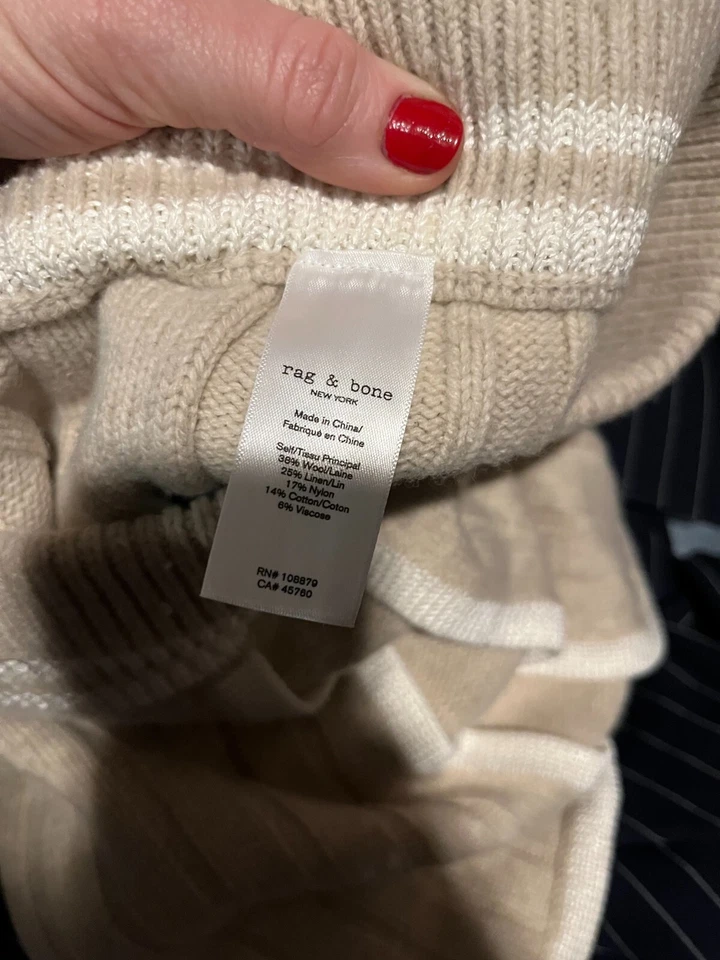 rag & bone
NEW YORK
Made in China/
Fabriqué en Chine
Self/Tissu Principal
38% Wool/Laine
25% Linen/Lin
17% Nylon
14% Cotton/Coton
6% Viscose
RN# 108879
CA# 45760